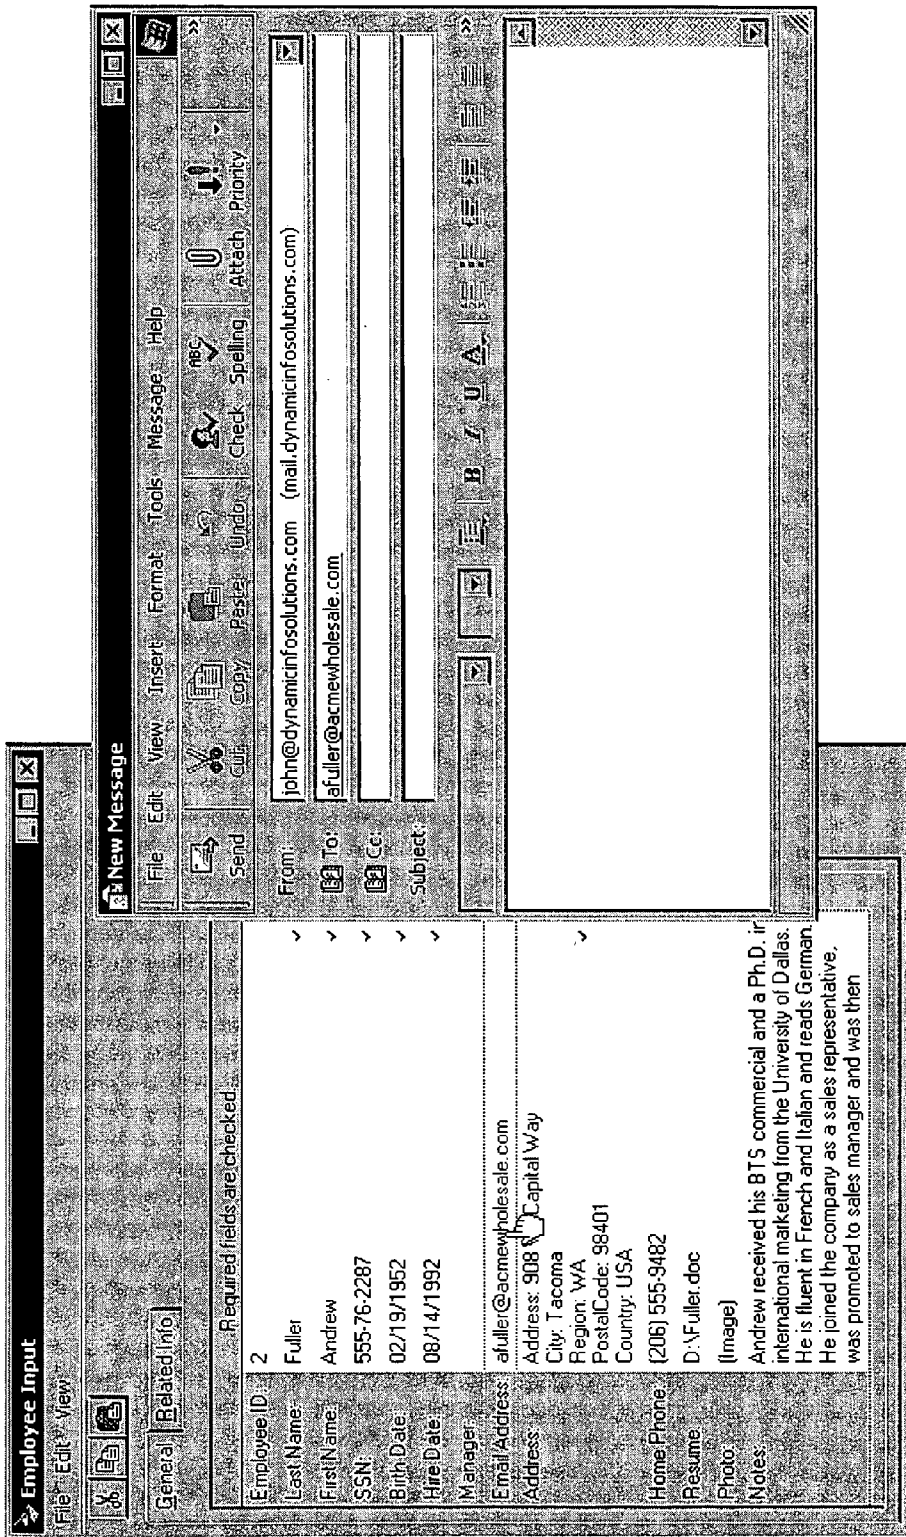 Employee Input
File Edit View
General Related Info
Required fields are checked.
Employee ID: 2
Last Name: Fuller ✓
First Name: Andrew ✓
SSN: 555-76-2287 ✓
Birth Date: 02/19/1952 ✓
Hire Date: 08/14/1992 ✓
Manager:
Email Address: afuller@acmewholesale.com
Address: Address: 908 Capital Way
City: Tacoma
Region: WA
PostalCode: 98401
Country: USA
Home Phone: (206) 555-9482
Resume: D:\Fuller.doc
Photo: (Image)
Notes: Andrew received his BTS commercial and a Ph.D. in
international marketing from the University of Dallas.
He is fluent in French and Italian and reads German.
He joined the company as a sales representative,
was promoted to sales manager and was then
New Message
File Edit View Insert Format Tools Message Help
Send Cut Copy Paste Undo Check Spelling Attach Priority
From: john@dynamicinfosolutions.com (mail.dynamicinfosolutions.com)
To: afuller@acmewholesale.com
Cc:
Subject:
B I U A